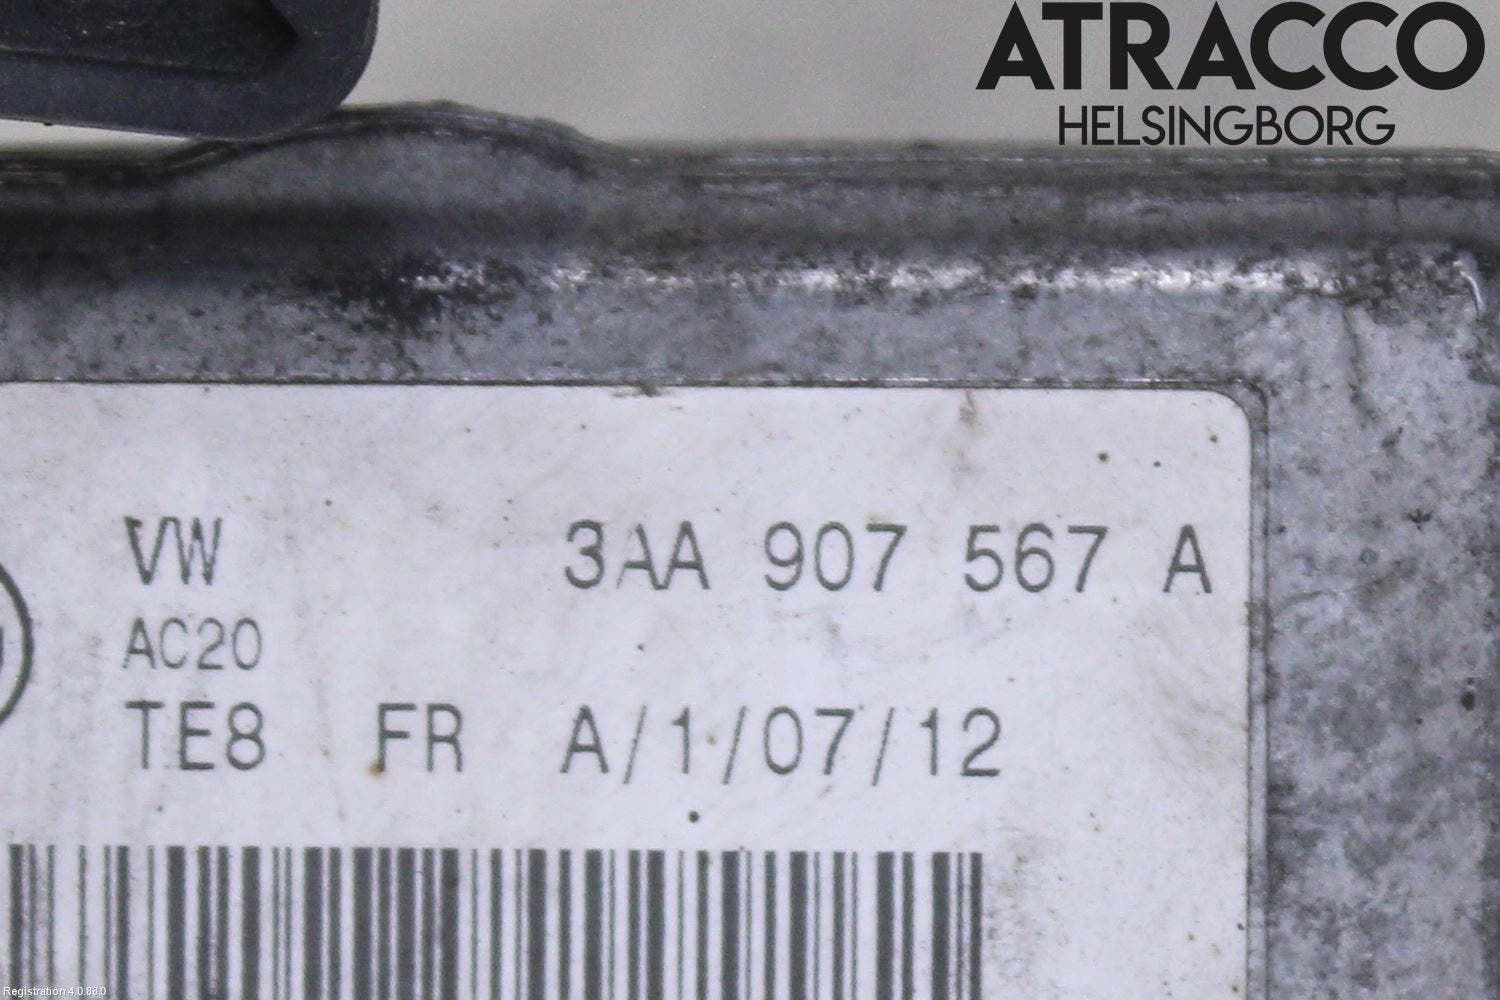 ATRACCO
HELSINGBORG
VW 3AA 907 567 A
AC20
TE8 FR A/1/07/12
Registration 4.0.88.0